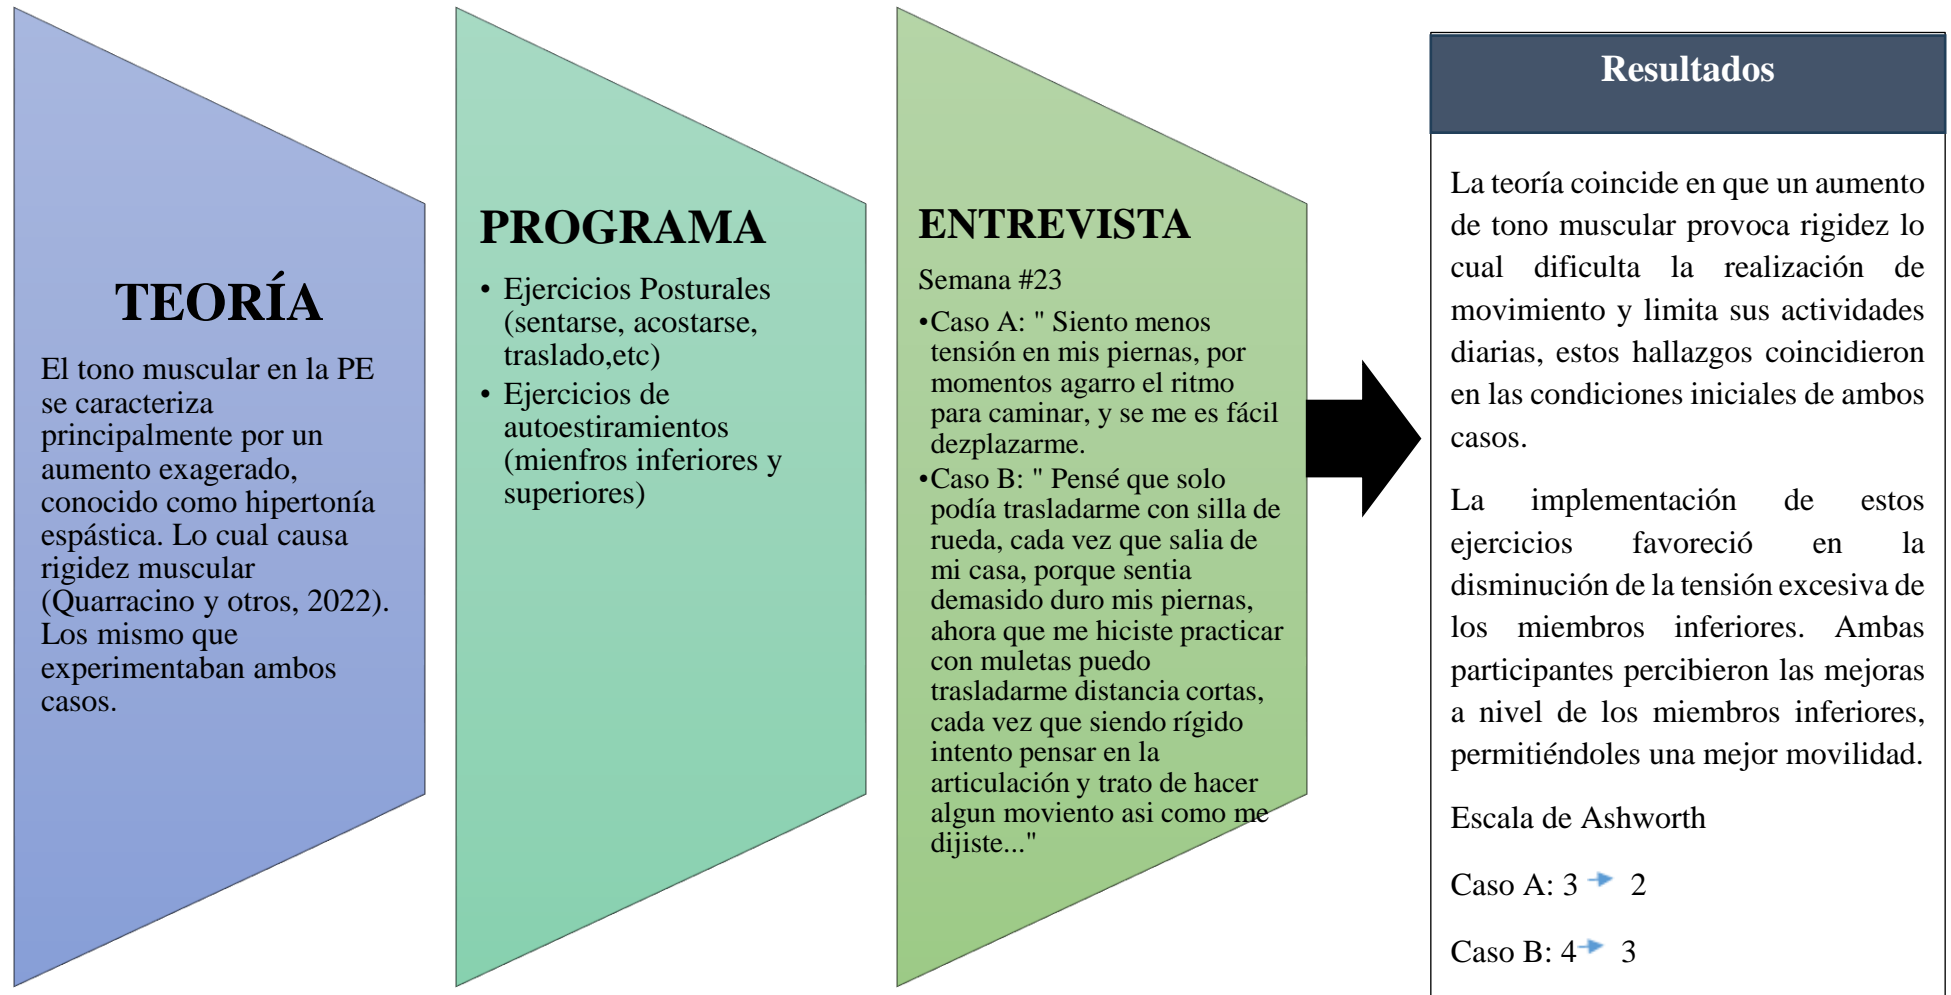 TEORÍA
El tono muscular en la PE
se caracteriza
principalmente por un
aumento exagerado,
conocido como hipertonía
espástica. Lo cual causa
rigidez muscular
(Quarracino y otros, 2022).
Los mismo que
experimentaban ambos
casos.
PROGRAMA
• Ejercicios Posturales
(sentarse, acostarse,
traslado,etc)
• Ejercicios de
autoestiramientos
(mienfros inferiores y
superiores)
ENTREVISTA
Semana #23
•Caso A: " Siento menos
tensión en mis piernas, por
momentos agarro el ritmo
para caminar, y se me es fácil
dezplazarme.
•Caso B: " Pensé que solo
podía trasladarme con silla de
rueda, cada vez que salia de
mi casa, porque sentia
demasido duro mis piernas,
ahora que me hiciste practicar
con muletas puedo
trasladarme distancia cortas,
cada vez que siendo rígido
intento pensar en la
articulación y trato de hacer
algun moviento asi como me
dijiste..."
Resultados
La teoría coincide en que un aumento
de tono muscular provoca rigidez lo
cual dificulta la realización de
movimiento y limita sus actividades
diarias, estos hallazgos coincidieron
en las condiciones iniciales de ambos
casos.
La implementación de estos
ejercicios favoreció en la
disminución de la tensión excesiva de
los miembros inferiores. Ambas
participantes percibieron las mejoras
a nivel de los miembros inferiores,
permitiéndoles una mejor movilidad.
Escala de Ashworth
Caso A: 3 → 2
Caso B: 4 → 3